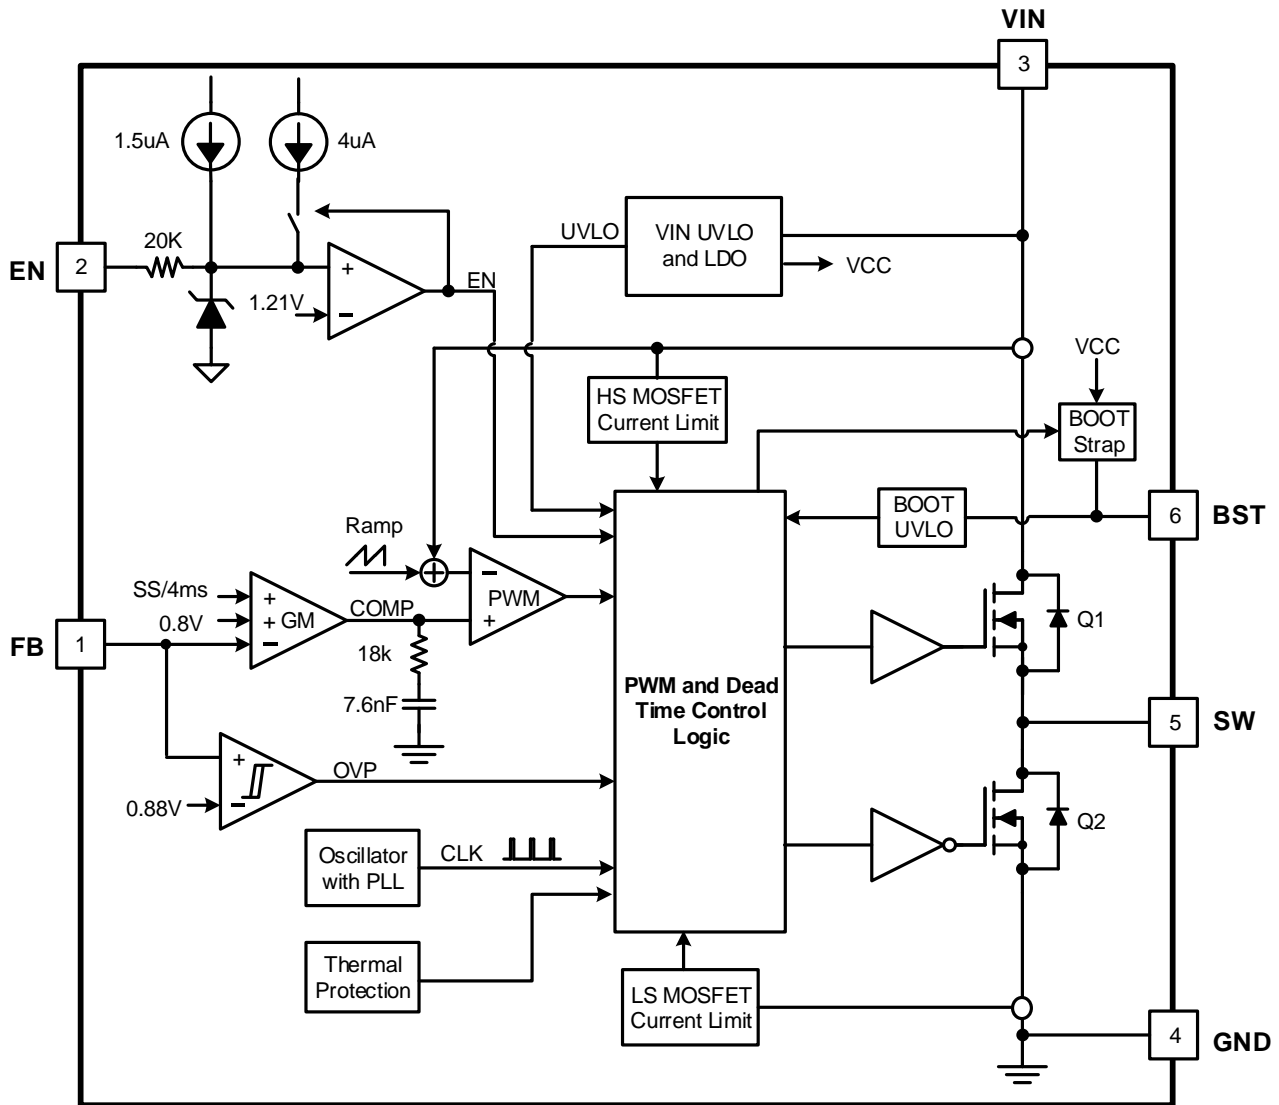 VIN
3
1.5uA
4uA
UVLO
VIN UVLO
and LDO
VCC
20K
EN
2
+
1.21V
−
EN
VCC
HS MOSFET
Current Limit
BOOT
Strap
BOOT
UVLO
6
BST
Ramp
+
−
PWM
+
SS/4ms
+
0.8V
+
GM
−
COMP
FB
1
18k
7.6nF
PWM and Dead
Time Control
Logic
Q1
5
SW
+
OVP
0.88V
−
Q2
Oscillator
with PLL
CLK
Thermal
Protection
LS MOSFET
Current Limit
4
GND